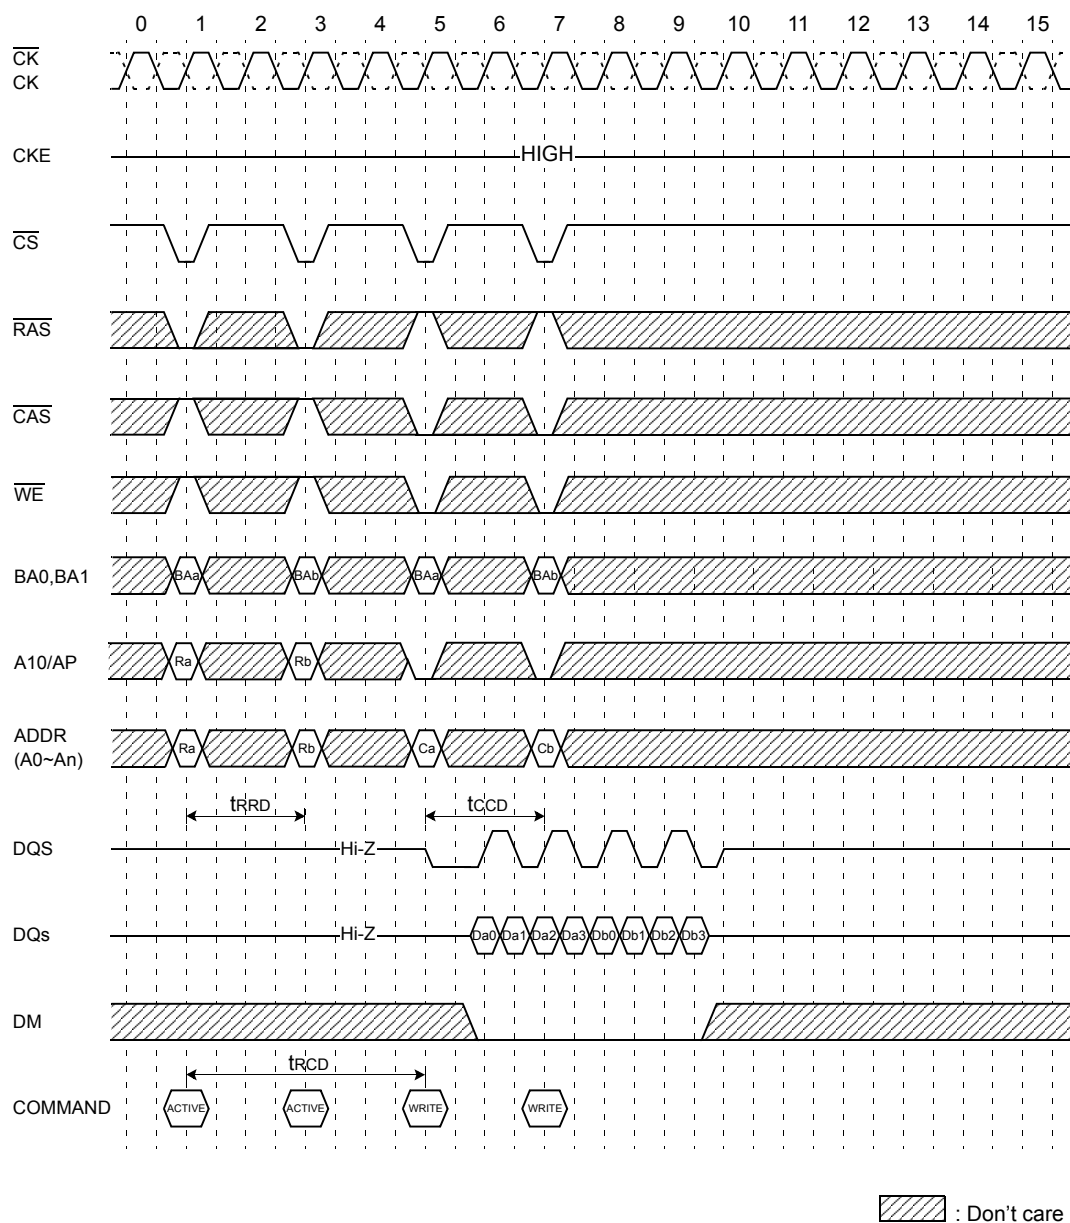 0 1 2 3 4 5 6 7 8 9 10 11 12 13 14 15
CK
CK
CKE HIGH
CS
RAS
CAS
WE
BA0,BA1 BAa BAb BAa BAb
A10/AP Ra Rb
ADDR
(A0~An) Ra Rb Ca Cb
tRRD tCCD
DQS Hi-Z
DQs Hi-Z Da0 Da1 Da2 Da3 Db0 Db1 Db2 Db3
DM
tRCD
COMMAND ACTIVE ACTIVE WRITE WRITE
: Don't care